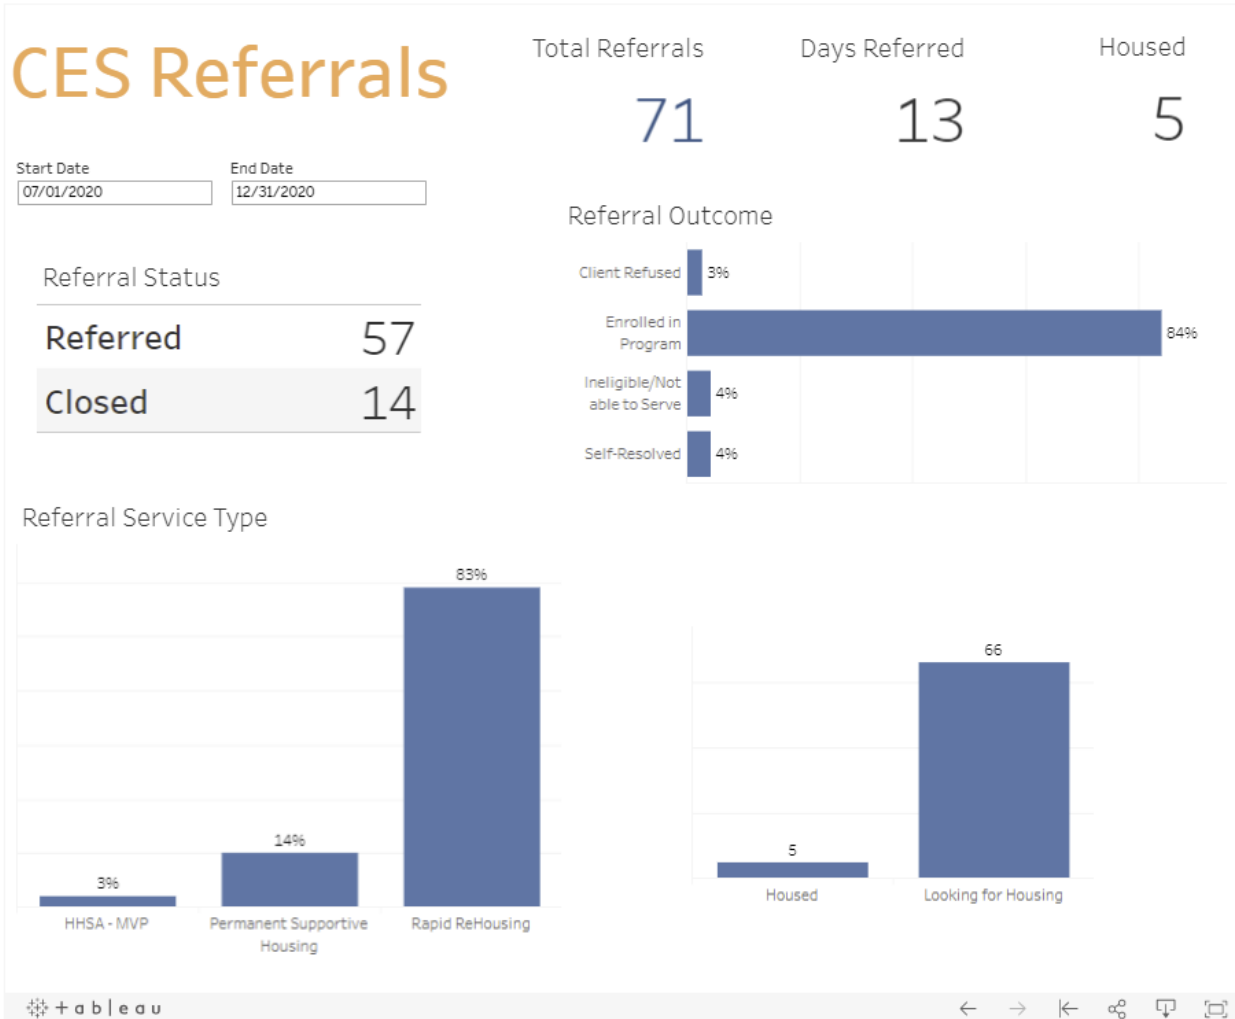 CES Referrals
Total Referrals
Days Referred
Housed
71
13
5
Start Date
End Date
07/01/2020
12/31/2020
Referral Status
Referred 57
Closed 14
Referral Outcome
Client Refused 3%
Enrolled in
Program 84%
Ineligible/Not
able to Serve 4%
Self-Resolved 4%
Referral Service Type
3%
14%
83%
HHSA - MVP
Permanent Supportive
Housing
Rapid ReHousing
5
66
Housed
Looking for Housing
+ableau